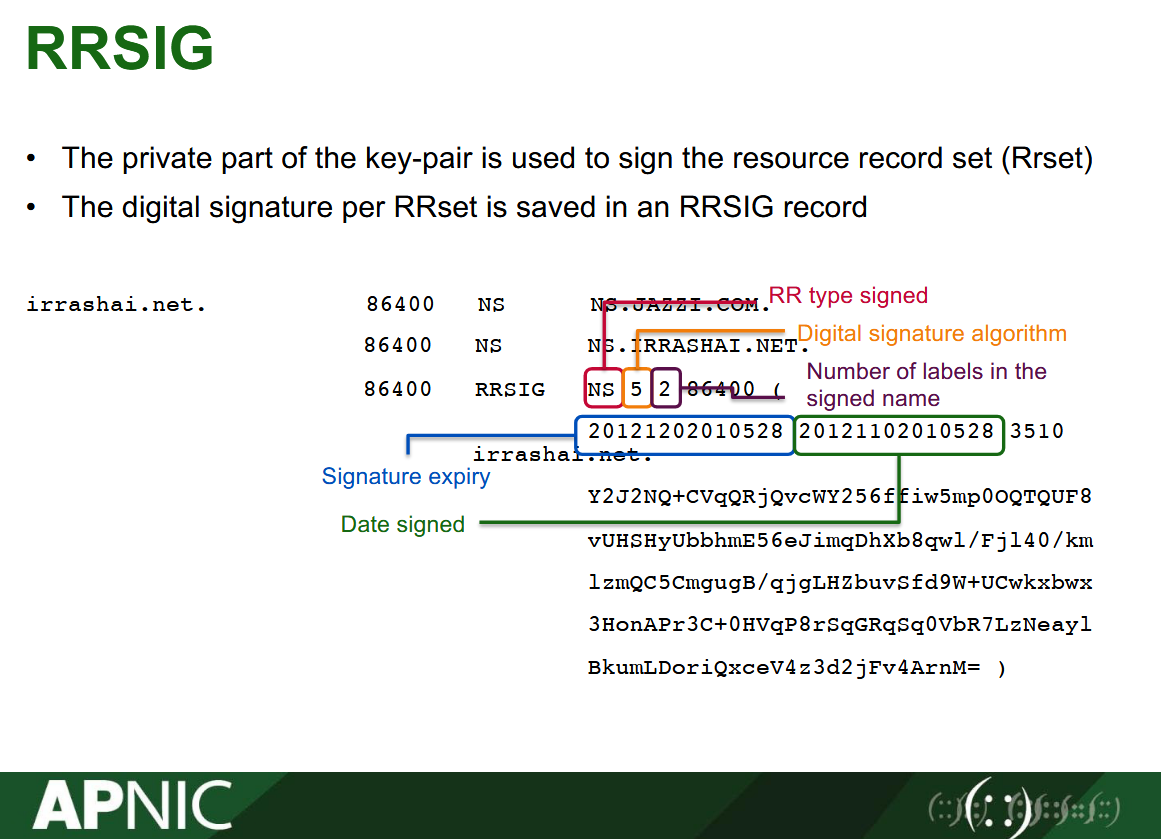 RRSIG
• The private part of the key-pair is used to sign the resource record set (Rrset)
• The digital signature per RRset is saved in an RRSIG record
irrashai.net. 86400 NS NS.JAZZI.COM.
RR type signed
86400 NS NS.IRRASHAI.NET.
Digital signature algorithm
86400 RRSIG NS 5 2 86400 (
Number of labels in the
signed name
20121202010528 20121102010528 3510
irrashai.net.
Signature expiry
Y2J2NQ+CVqQRjQvcWY256ffiw5mp0OQTQUF8
Date signed
vUHSHyUbbhmE56eJimqDhXb8qwl/Fjl40/km
lzmQC5CmgugB/qjgLHZbuvSfd9W+UCwkxbwx
3HonAPr3C+0HVqP8rSqGRqSq0VbR7LzNeayl
BkumLDoriQxceV4z3d2jFv4ArnM= )
APNIC